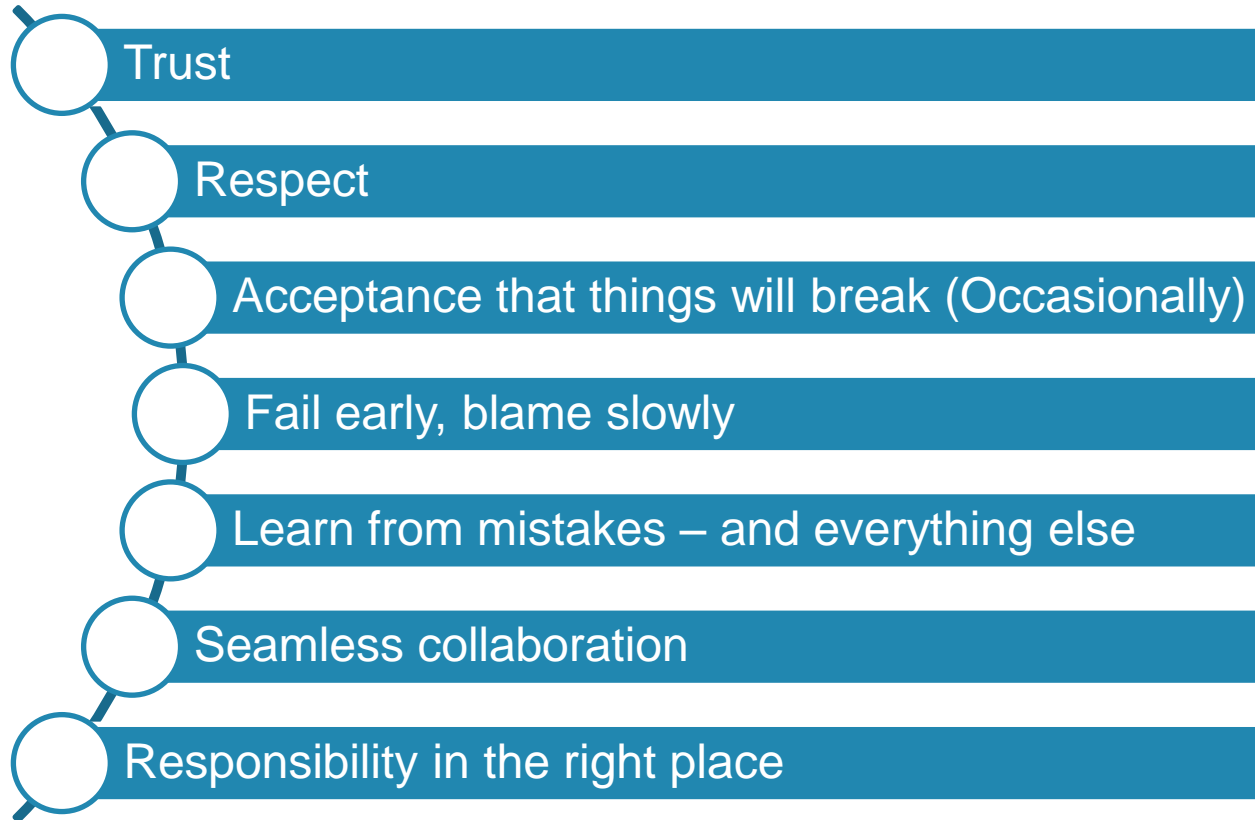 Trust
Respect
Acceptance that things will break (Occasionally)
Fail early, blame slowly
Learn from mistakes – and everything else
Seamless collaboration
Responsibility in the right place